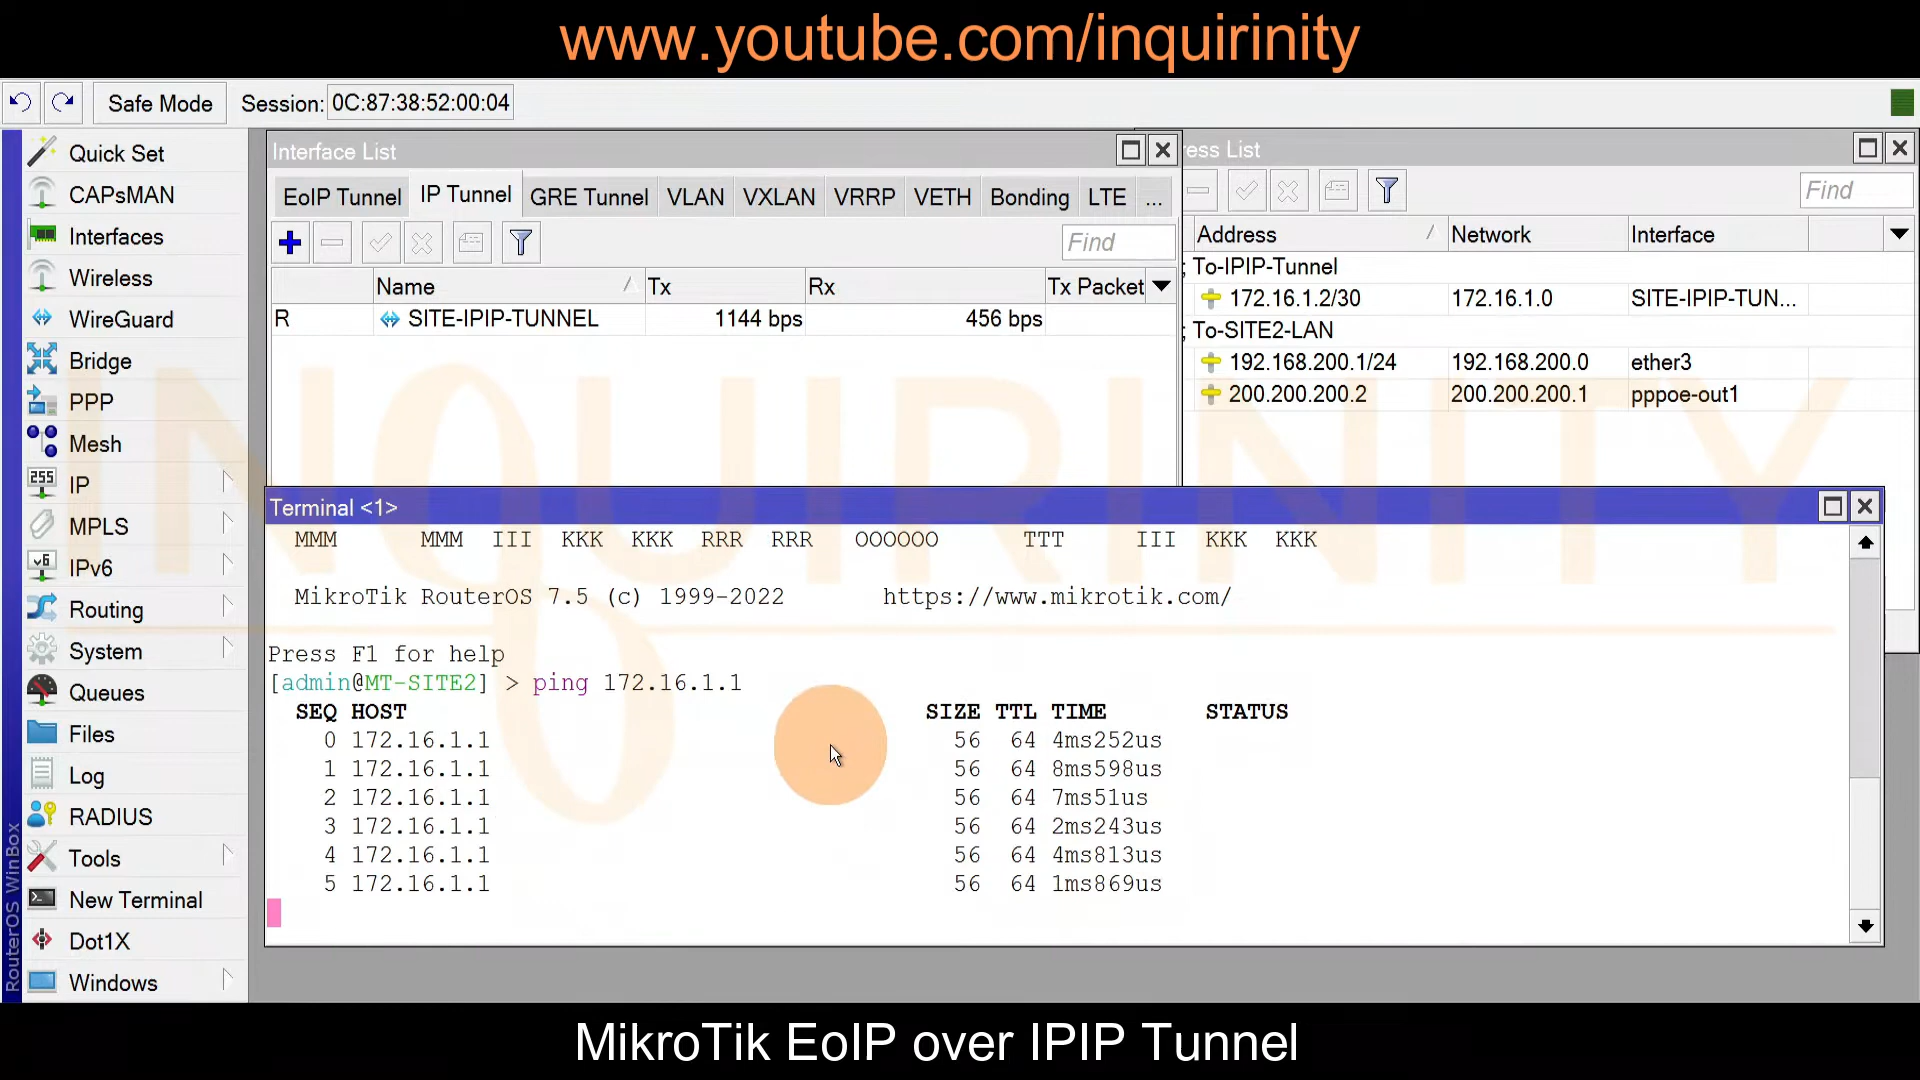 www.youtube.com/inquirinity
Safe Mode Session: 0C:87:38:52:00:04
Quick Set
CAPsMAN
Interfaces
Wireless
WireGuard
Bridge
PPP
Mesh
IP
MPLS
IPv6
Routing
System
Queues
Files
Log
RADIUS
Tools
New Terminal
Dot1X
Windows
RouterOS WinBox
255
v6
Interface List
EoIP Tunnel IP Tunnel GRE Tunnel VLAN VXLAN VRRP VETH Bonding LTE ...
Find
Name Tx Rx Tx Packet
R SITE-IPIP-TUNNEL 1144 bps 456 bps
ess List
Find
Address Network Interface
; To-IPIP-Tunnel
172.16.1.2/30 172.16.1.0 SITE-IPIP-TUN...
; To-SITE2-LAN
192.168.200.1/24 192.168.200.0 ether3
200.200.200.2 200.200.200.1 pppoe-out1
INQUIRINITY
Terminal <1>
MMM MMM III KKK KKK RRR RRR OOOOOO TTT III KKK KKK
MikroTik RouterOS 7.5 (c) 1999-2022 https://www.mikrotik.com/
Press F1 for help
[admin@MT-SITE2] > ping 172.16.1.1
SEQ HOST SIZE TTL TIME STATUS
0 172.16.1.1 56 64 4ms252us
1 172.16.1.1 56 64 8ms598us
2 172.16.1.1 56 64 7ms51us
3 172.16.1.1 56 64 2ms243us
4 172.16.1.1 56 64 4ms813us
5 172.16.1.1 56 64 1ms869us
MikroTik EoIP over IPIP Tunnel